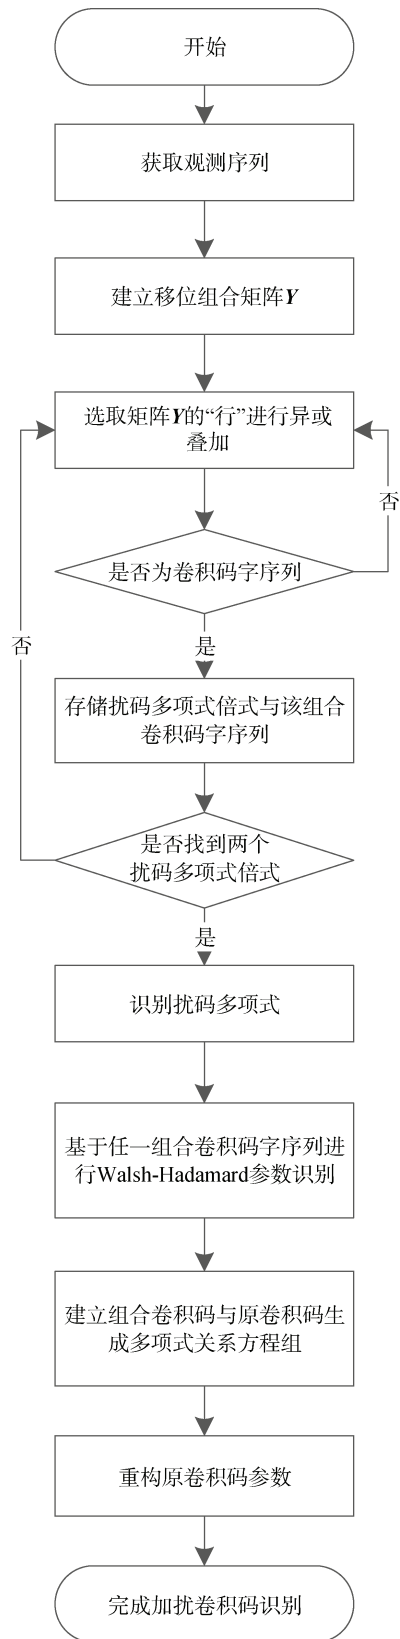 开始
获取观测序列
建立移位组合矩阵Y
选取矩阵Y的“行”进行异或
叠加
否
是否为卷积码字序列
是
否
存储扰码多项式倍式与该组合
卷积码字序列
是否找到两个
扰码多项式倍式
是
识别扰码多项式
基于任一组合卷积码字序列进
行Walsh-Hadamard参数识别
建立组合卷积码与原卷积码生
成多项式关系方程组
重构原卷积码参数
完成加扰卷积码识别